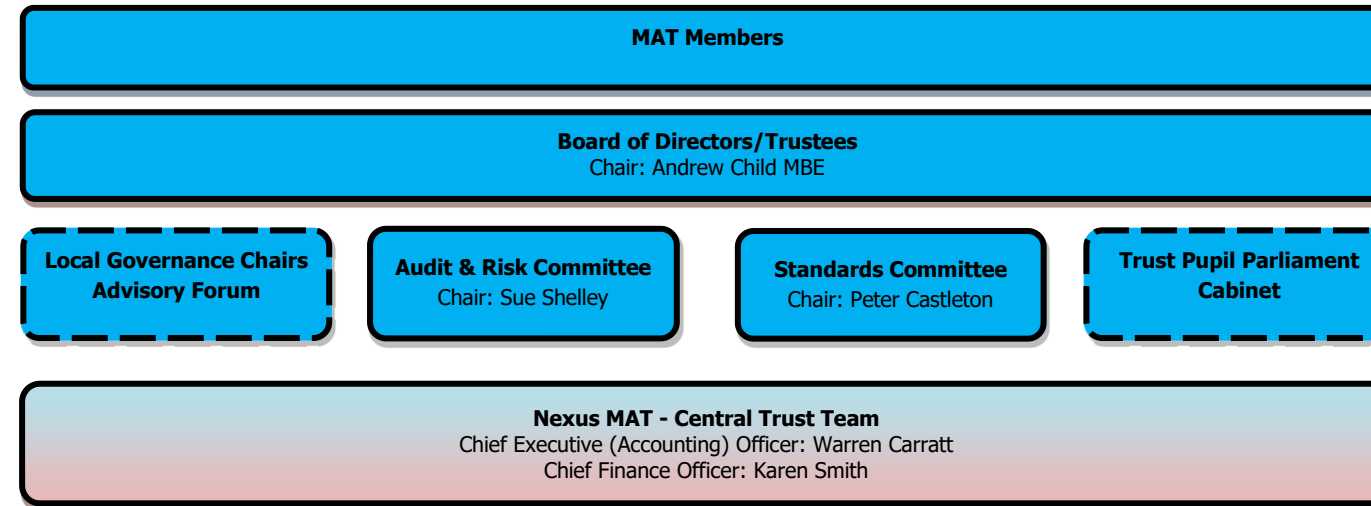 MAT Members
Board of Directors/Trustees
Chair: Andrew Child MBE
Local Governance Chairs
Advisory Forum
Audit & Risk Committee
Chair: Sue Shelley
Standards Committee
Chair: Peter Castleton
Trust Pupil Parliament
Cabinet
Nexus MAT - Central Trust Team
Chief Executive (Accounting) Officer: Warren Carratt
Chief Finance Officer: Karen Smith